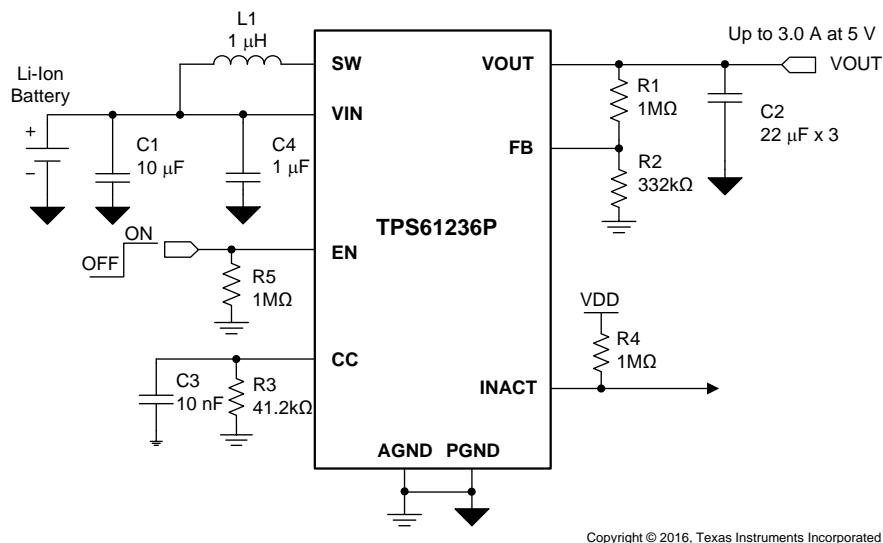 L1
1 μH
Li-Ion
Battery
+
−
C1
10 μF
C4
1 μF
SW
VIN
VOUT
FB
TPS61236P
EN
CC
INACT
AGND
PGND
Up to 3.0 A at 5 V
VOUT
R1
1MΩ
C2
22 μF x 3
R2
332kΩ
ON
OFF
R5
1MΩ
VDD
R4
1MΩ
C3
10 nF
R3
41.2kΩ
Copyright © 2016, Texas Instruments Incorporated